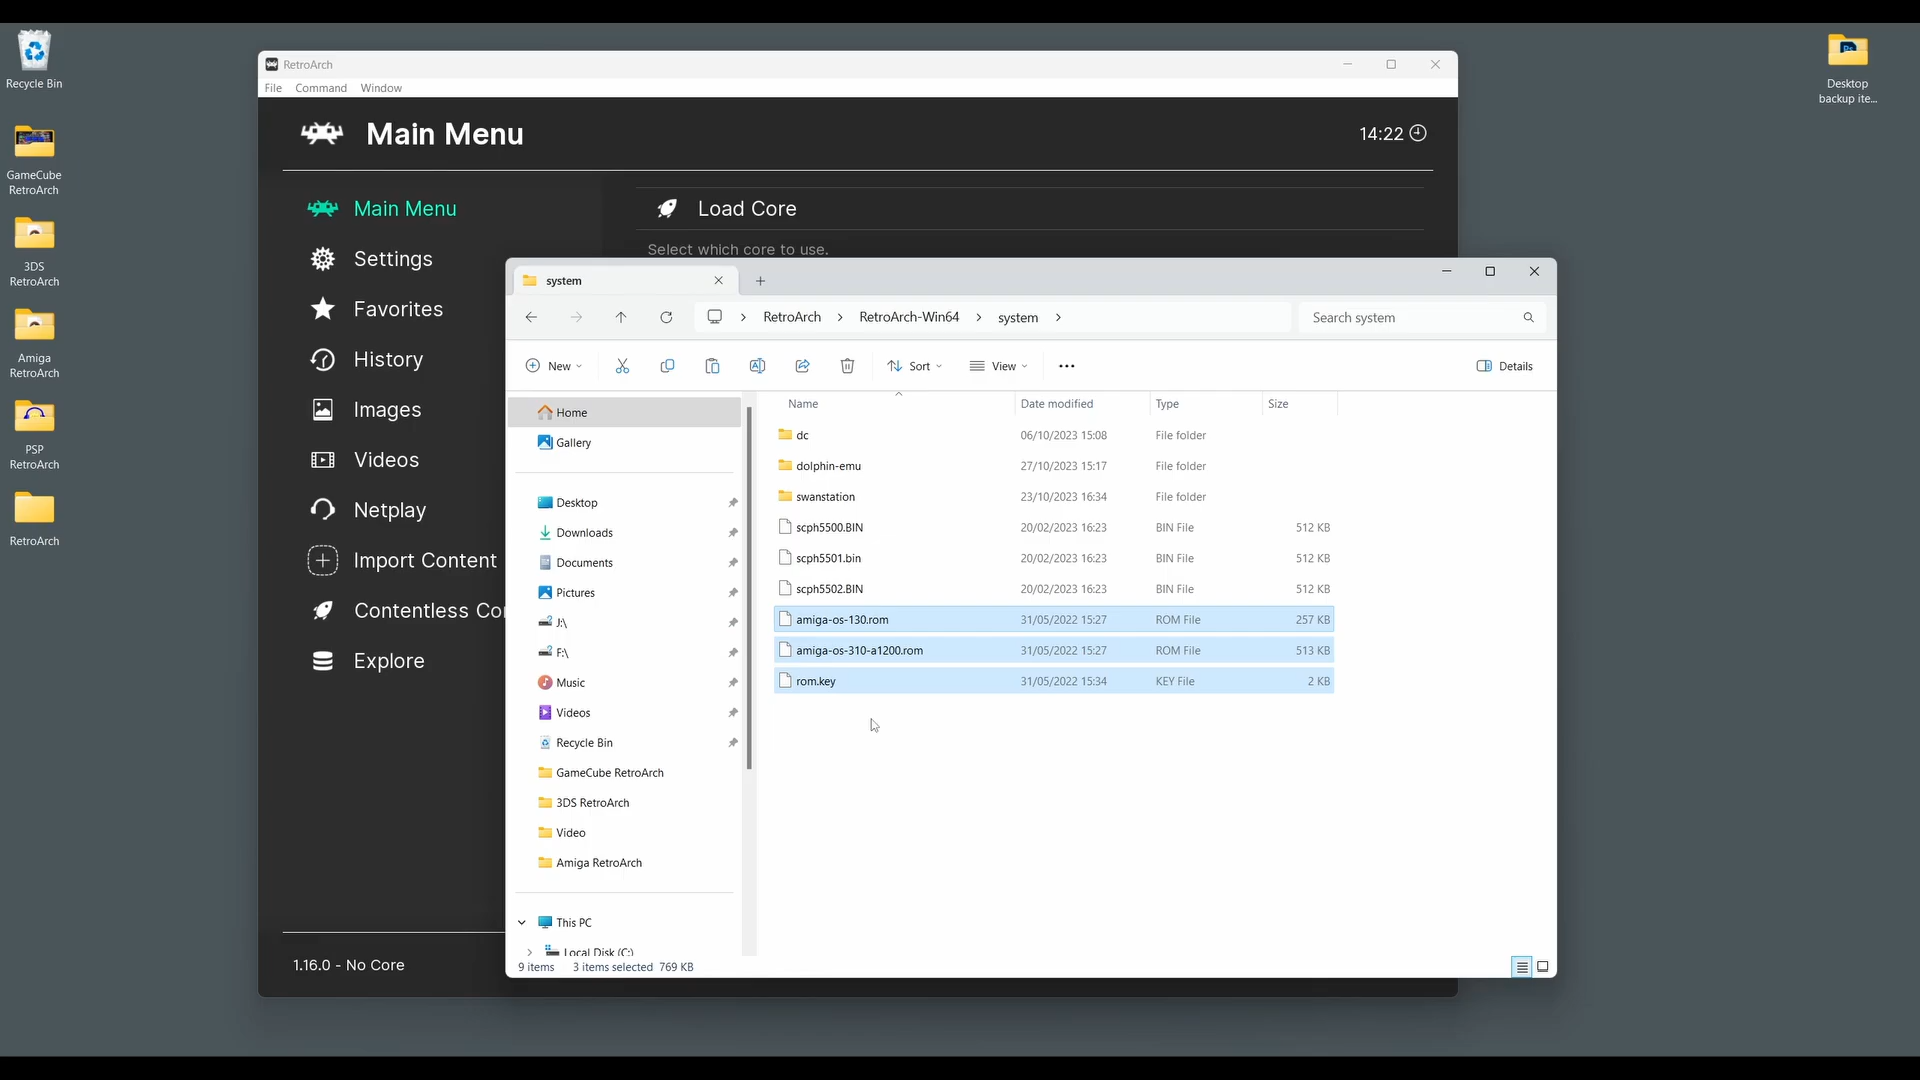 Recycle Bin
GameCube
RetroArch
3DS
RetroArch
Amiga
RetroArch
PSP
RetroArch
RetroArch
Desktop
backup ite...
RetroArch
File Command Window
Main Menu
14:22
Main Menu
Settings
Favorites
History
Images
Videos
Netplay
Import Content
Contentless Co
Explore
Load Core
Select which core to use.
1.16.0 - No Core
system
RetroArch > RetroArch-Win64 > system >
Search system
New
Sort
View
Details
Home
Gallery
Desktop
Downloads
Documents
Pictures
J:\
F:\
Music
Videos
Recycle Bin
GameCube RetroArch
3DS RetroArch
Video
Amiga RetroArch
This PC
Local Disk (C:)
Name Date modified Type Size
dc 06/10/2023 15:08 File folder
dolphin-emu 27/10/2023 15:17 File folder
swanstation 23/10/2023 16:34 File folder
scph5500.BIN 20/02/2023 16:23 BIN File 512 KB
scph5501.bin 20/02/2023 16:23 BIN File 512 KB
scph5502.BIN 20/02/2023 16:23 BIN File 512 KB
amiga-os-130.rom 31/05/2022 15:27 ROM File 257 KB
amiga-os-310-a1200.rom 31/05/2022 15:27 ROM File 513 KB
rom.key 31/05/2022 15:34 KEY File 2 KB
9 items 3 items selected 769 KB